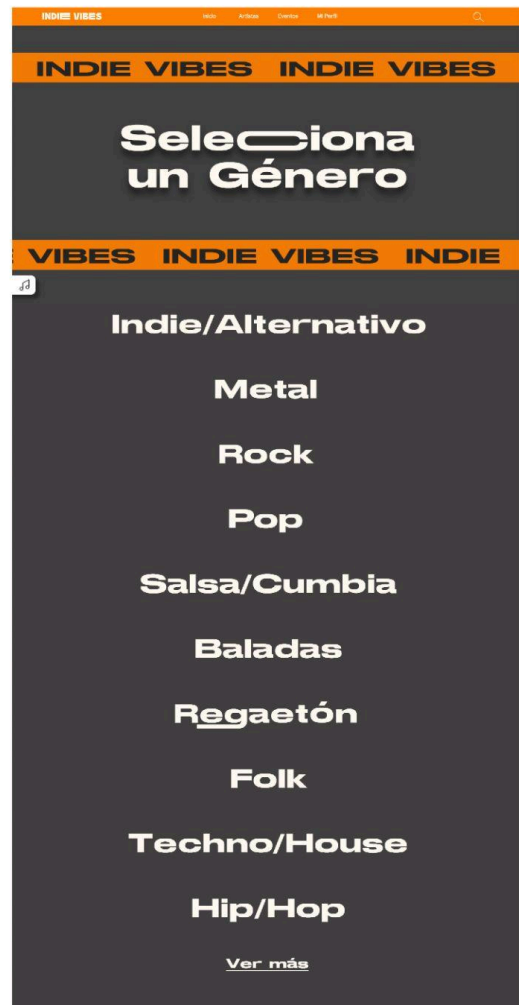 INDIE VIBES Inicio Artistas Eventos Mi Perfil
INDIE VIBES INDIE VIBES
Selecciona
un Género
VIBES INDIE VIBES INDIE
Indie/Alternativo
Metal
Rock
Pop
Salsa/Cumbia
Baladas
Regaetón
Folk
Techno/House
Hip/Hop
Ver más